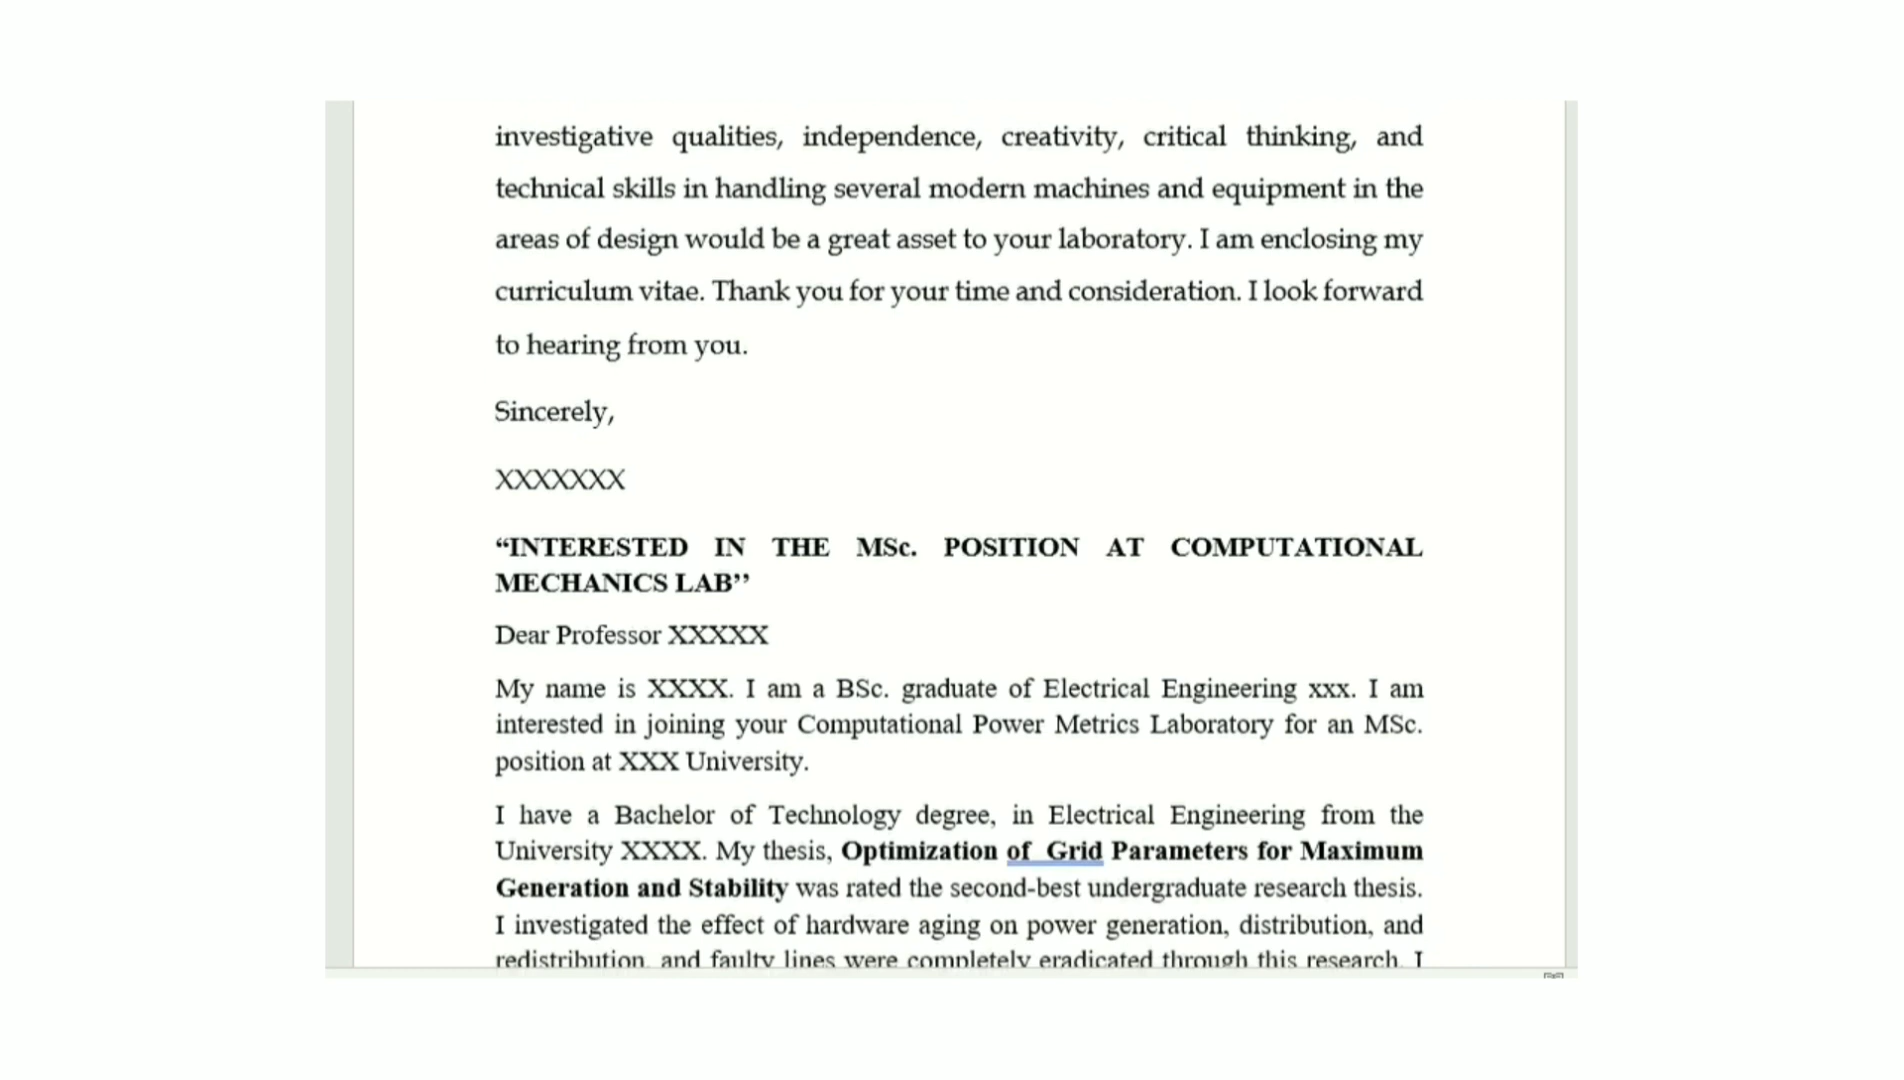 investigative qualities, independence, creativity, critical thinking, and
technical skills in handling several modern machines and equipment in the
areas of design would be a great asset to your laboratory. I am enclosing my
curriculum vitae. Thank you for your time and consideration. I look forward
to hearing from you.
Sincerely,
XXXXXXX
“INTERESTED IN THE MSc. POSITION AT COMPUTATIONAL
MECHANICS LAB”
Dear Professor XXXXX
My name is XXXX. I am a BSc. graduate of Electrical Engineering xxx. I am
interested in joining your Computational Power Metrics Laboratory for an MSc.
position at XXX University.
I have a Bachelor of Technology degree, in Electrical Engineering from the
University XXXX. My thesis, Optimization of Grid Parameters for Maximum
Generation and Stability was rated the second-best undergraduate research thesis.
I investigated the effect of hardware aging on power generation, distribution, and
redistribution, and faulty lines were completely eradicated through this research. I